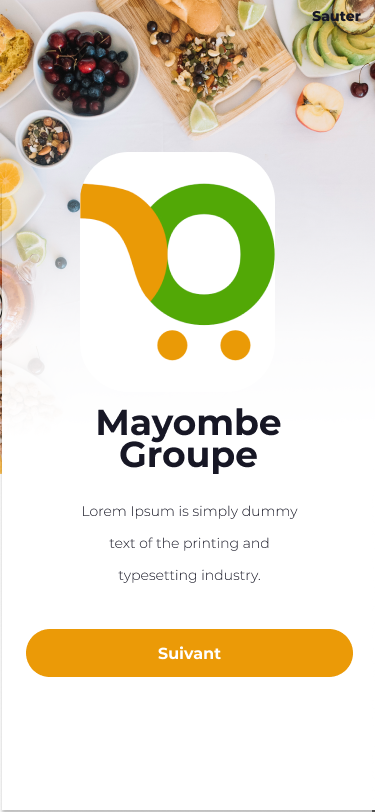 Sauter
Mayombe
Groupe
Lorem Ipsum is simply dummy
text of the printing and
typesetting industry.
Suivant